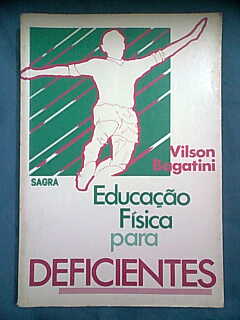 Vilson
Bagatini
SAGRA
Educação
Física
para
DEFICIENTES